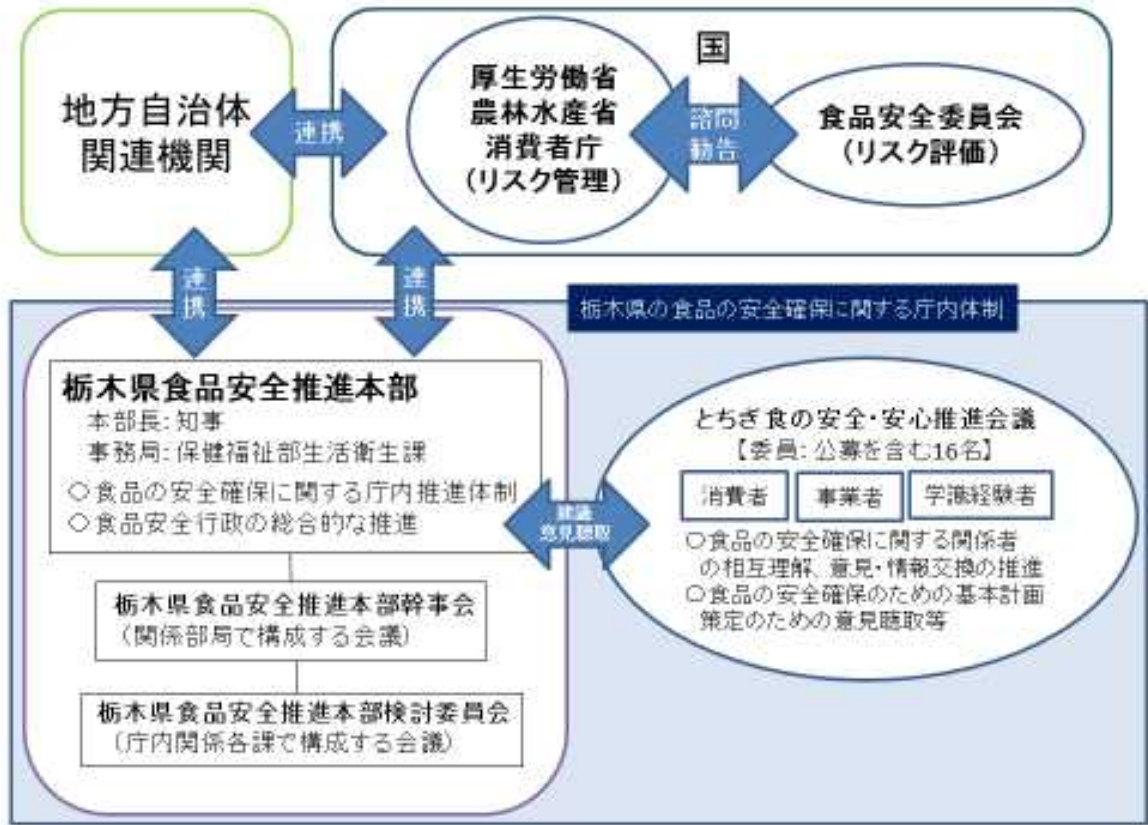 国
地方自治体
関連機関
連携
厚生労働省
農林水産省
消費者庁
(リスク管理)
諮問
勧告
食品安全委員会
(リスク評価)
連携
連携
栃木県の食品の安全確保に関する庁内体制
栃木県食品安全推進本部
本部長:知事
事務局:保健福祉部生活衛生課
○食品の安全確保に関する庁内推進体制
○食品安全行政の総合的な推進
意見聴取
とちぎ食の安全・安心推進会議
【委員:公募を含む16名】
消費者
事業者
学識経験者
○食品の安全確保に関する関係者
の相互理解、意見・情報交換の推進
○食品の安全確保のための基本計画
策定のための意見聴取等
栃木県食品安全推進本部幹事会
(関係部局で構成する会議)
栃木県食品安全推進本部検討委員会
(庁内関係各課で構成する会議)